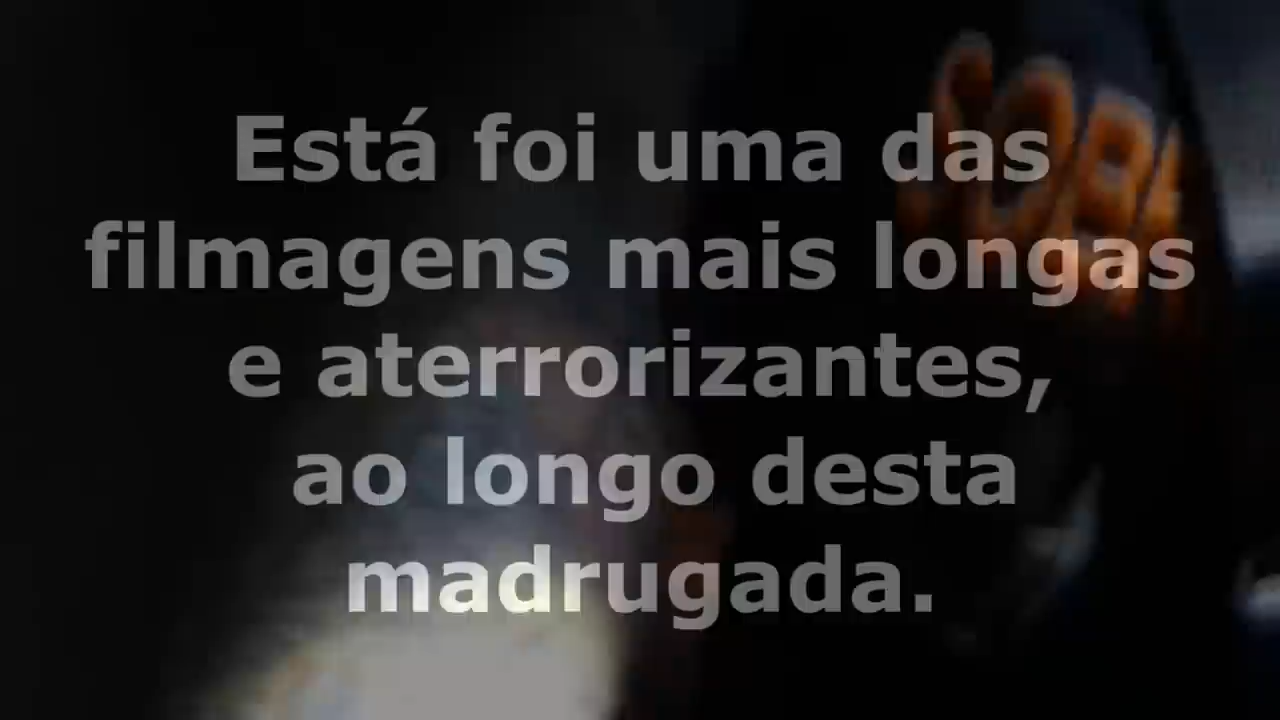 Está foi uma das
filmagens mais longas
e aterrorizantes,
ao longo desta
madrugada.